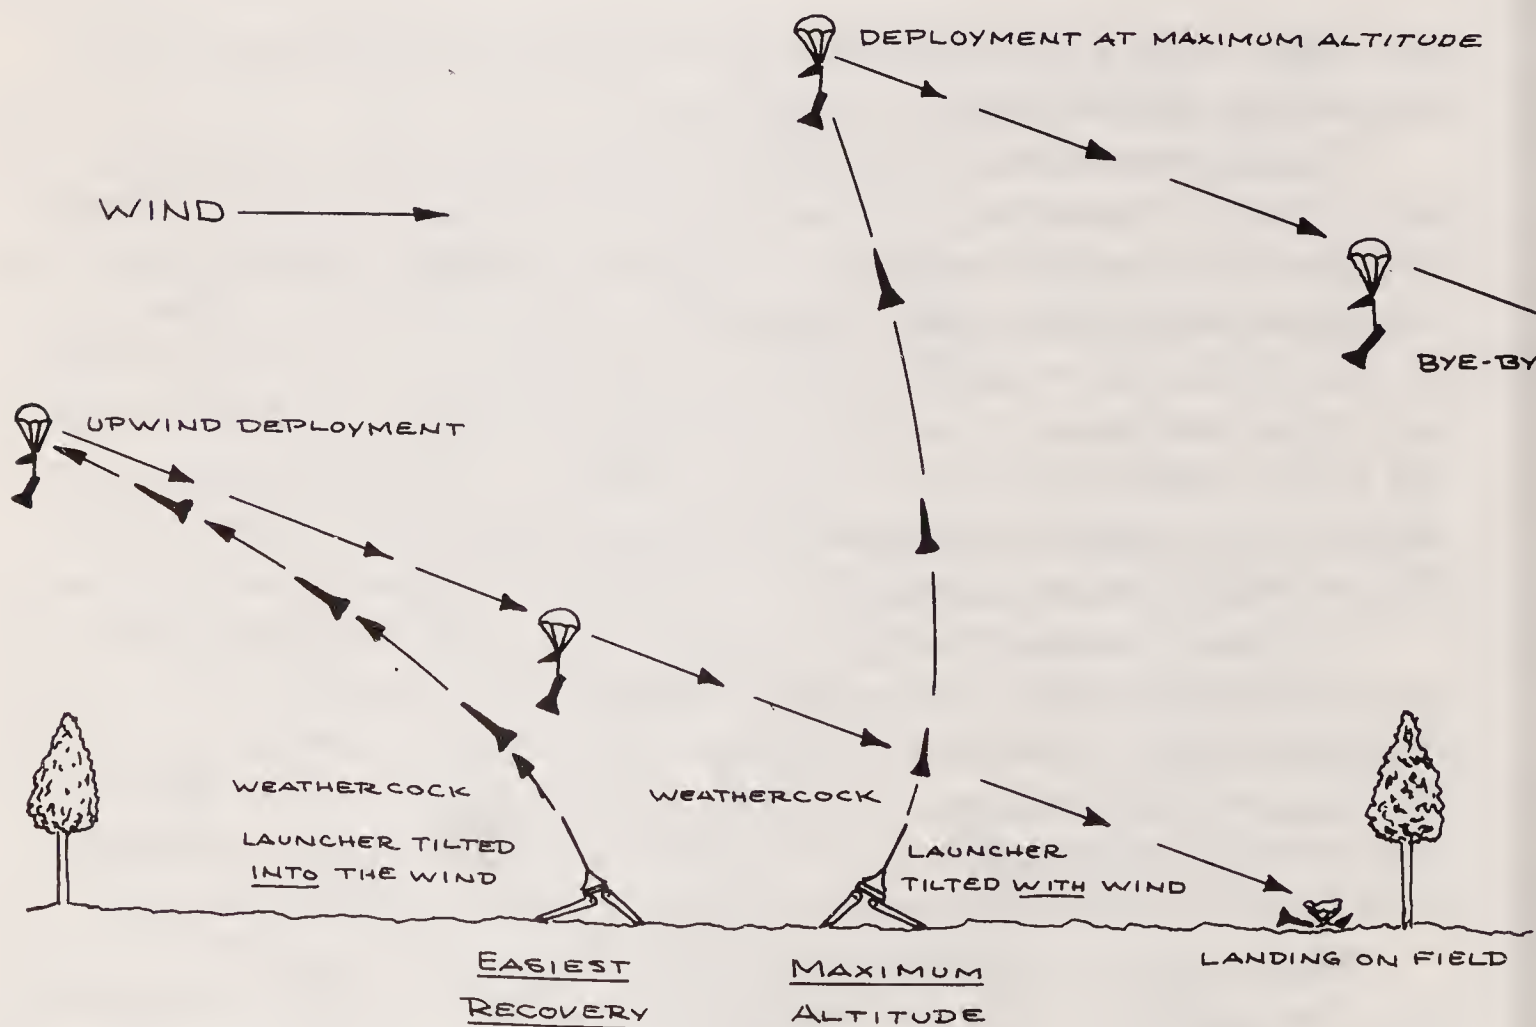 DEPLOYMENT AT MAXIMUM ALTITUDE
WIND
BYE-BY
UPWIND DEPLOYMENT
WEATHERCOCK
LAUNCHER TILTED
INTO THE WIND
WEATHERCOCK
LAUNCHER
TILTED WITH WIND
LANDING ON FIELD
EASIEST
RECOVERY
MAXIMUM
ALTITUDE